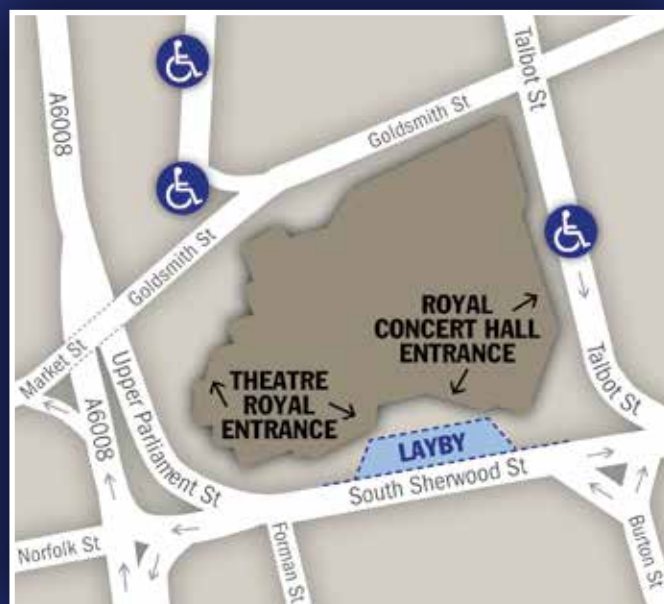 A6008
Talbot St
Goldsmith St
Goldsmith St
Market St
Upper Parliament St
A6008
ROYAL
CONCERT HALL
ENTRANCE
THEATRE
ROYAL
ENTRANCE
Talbot St
LAYBY
South Sherwood St
Norfolk St
Forman St
Burton St